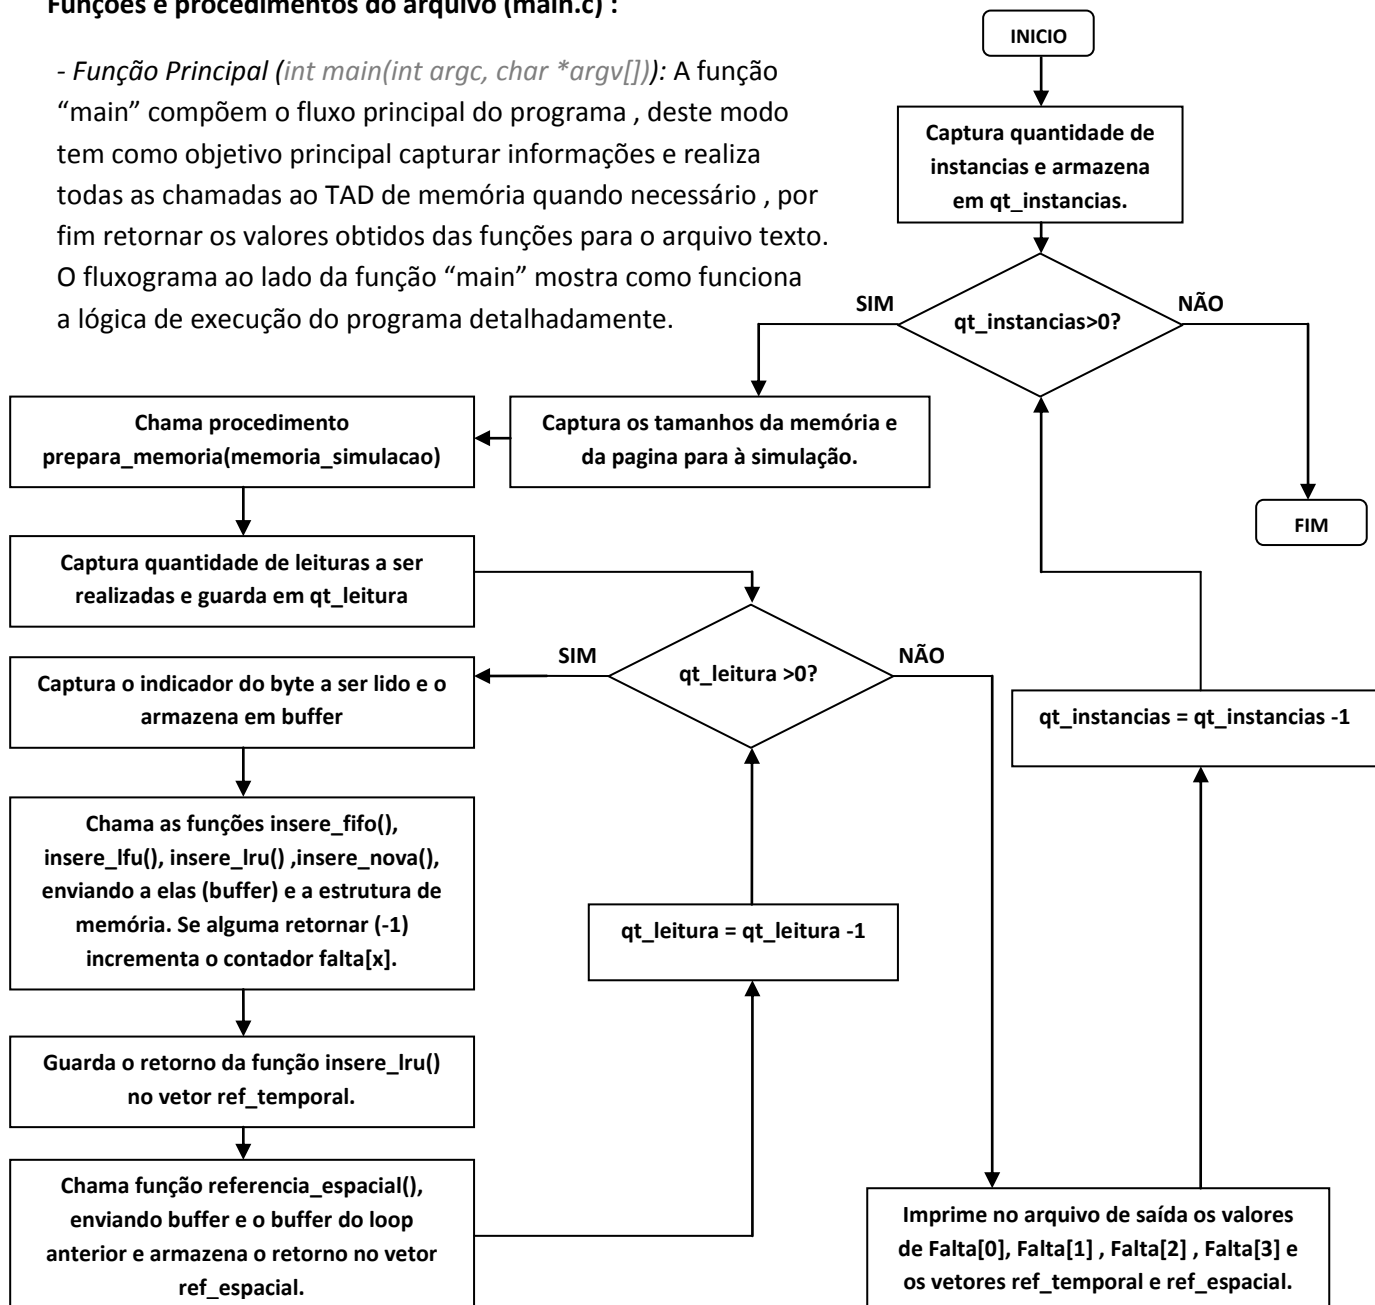 Funções e procedimentos do arquivo (main.c) :
- Função Principal (int main(int argc, char *argv[])): A função
“main” compõem o fluxo principal do programa , deste modo
tem como objetivo principal capturar informações e realiza
todas as chamadas ao TAD de memória quando necessário , por
fim retornar os valores obtidos das funções para o arquivo texto.
O fluxograma ao lado da função “main” mostra como funciona
a lógica de execução do programa detalhadamente.
INICIO
Captura quantidade de
instancias e armazena
em qt_instancias.
SIM
qt_instancias>0?
NÃO
FIM
Captura os tamanhos da memória e
da pagina para à simulação.
Chama procedimento
prepara_memoria(memoria_simulacao)
Captura quantidade de leituras a ser
realizadas e guarda em qt_leitura
SIM
qt_leitura >0?
NÃO
Captura o indicador do byte a ser lido e o
armazena em buffer
qt_instancias = qt_instancias -1
Chama as funções insere_fifo(),
insere_lfu(), insere_lru() ,insere_nova(),
enviando a elas (buffer) e a estrutura de
memória. Se alguma retornar (-1)
incrementa o contador falta[x].
qt_leitura = qt_leitura -1
Guarda o retorno da função insere_lru()
no vetor ref_temporal.
Chama função referencia_espacial(),
enviando buffer e o buffer do loop
anterior e armazena o retorno no vetor
ref_espacial.
Imprime no arquivo de saída os valores
de Falta[0], Falta[1] , Falta[2] , Falta[3] e
os vetores ref_temporal e ref_espacial.